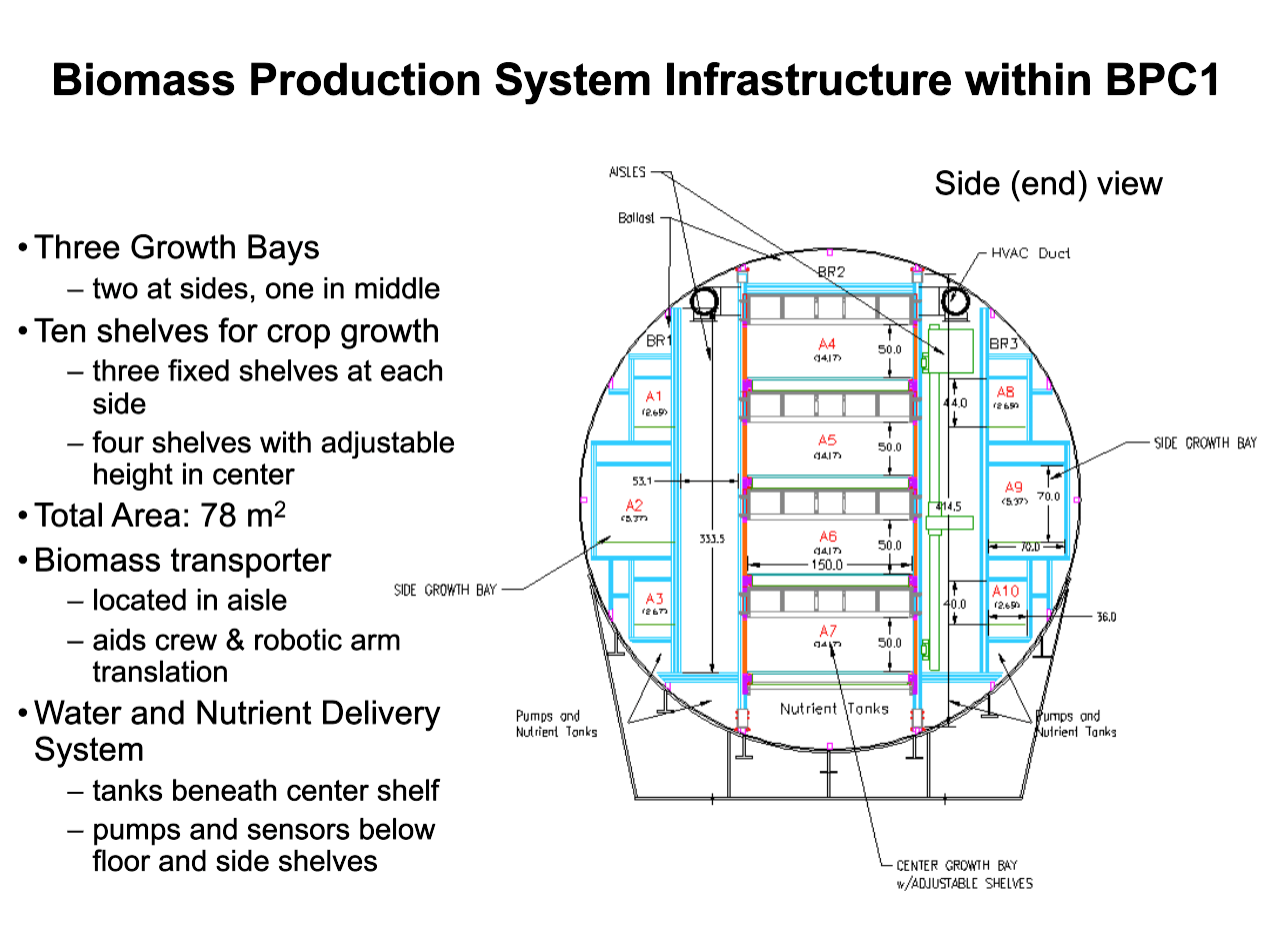 Biomass Production System Infrastructure within BPC1
Side (end) view
• Three Growth Bays
– two at sides, one in middle
• Ten shelves for crop growth
– three fixed shelves at each
side
– four shelves with adjustable
height in center
• Total Area: 78 m²
• Biomass transporter
– located in aisle
– aids crew & robotic arm
translation
• Water and Nutrient Delivery
System
– tanks beneath center shelf
– pumps and sensors below
floor and side shelves
AISLES
Ballast
HVAC Duct
BR2
BR1
BR3
A4
(14.17)
50.0
A1
(2.69)
A8
(2.69)
44.0
A5
(14.17)
50.0
SIDE GROWTH BAY
53.1
A2
(5.37)
A9
(5.37)
70.0
414.5
333.5
A6
(14.17)
50.0
150.0
70.0
SIDE GROWTH BAY
A3
(2.67)
A10
(2.69)
40.0
36.0
A7
(14.17)
50.0
Nutrient Tanks
Pumps and
Nutrient Tanks
Pumps and
Nutrient Tanks
CENTER GROWTH BAY
w/ADJUSTABLE SHELVES